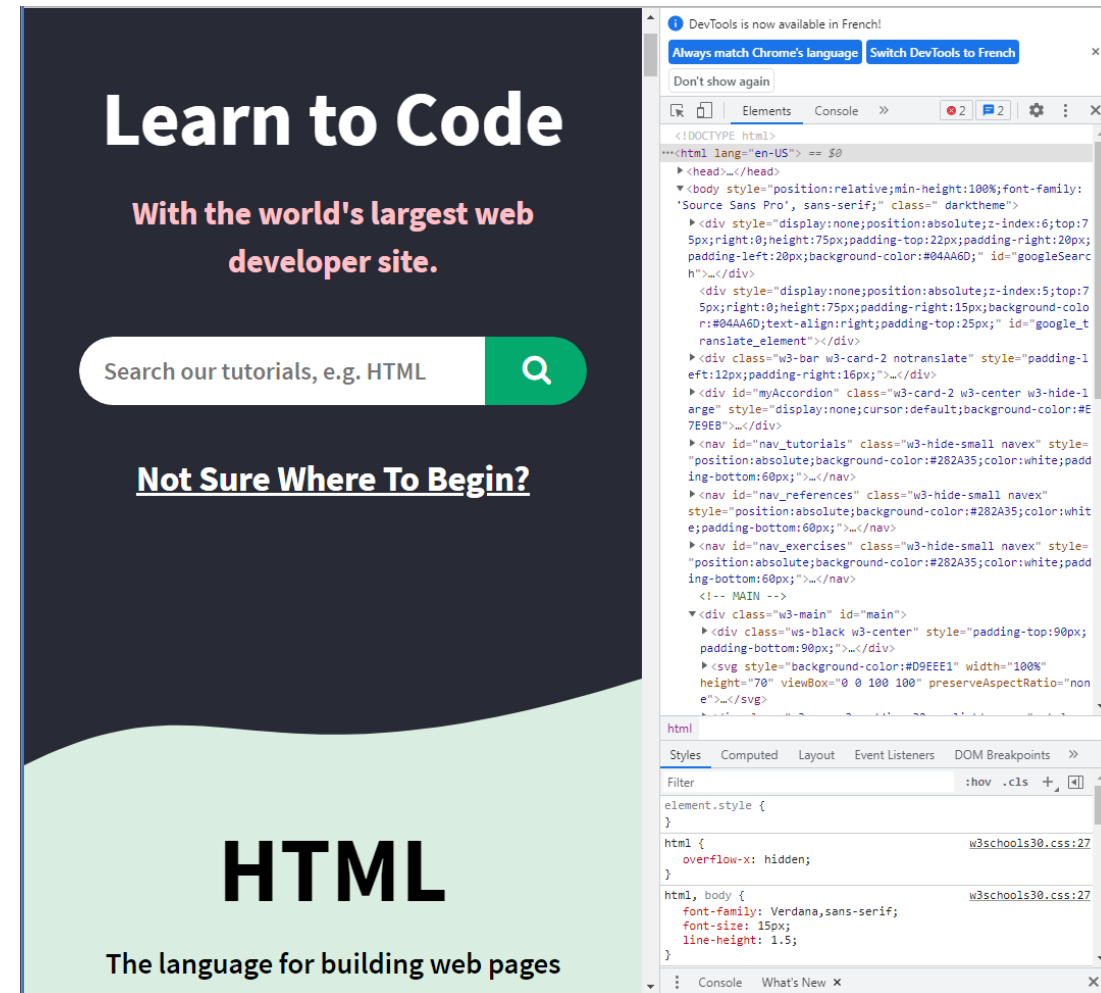 Learn to Code
With the world's largest web
developer site.
Search our tutorials, e.g. HTML
Not Sure Where To Begin?
HTML
The language for building web pages
DevTools is now available in French!
Always match Chrome's language Switch DevTools to French
Don't show again
Elements Console » 2 2
<!DOCTYPE html>
···<html lang="en-US"> == $0
<head>…</head>
<body style="position:relative;min-height:100%;font-family:
'Source Sans Pro', sans-serif;" class=" darktheme">
<div style="display:none;position:absolute;z-index:6;top:7
5px;right:0;height:75px;padding-top:22px;padding-right:20px;
padding-left:20px;background-color:#04AA6D;" id="googleSearc
h">…</div>
<div style="display:none;position:absolute;z-index:5;top:7
5px;right:0;height:75px;padding-right:15px;background-colo
r:#04AA6D;text-align:right;padding-top:25px;" id="google_t
ranslate_element"></div>
<div class="w3-bar w3-card-2 notranslate" style="padding-l
eft:12px;padding-right:16px;">…</div>
<div id="myAccordion" class="w3-card-2 w3-center w3-hide-l
arge" style="display:none;cursor:default;background-color:#E
7E9EB">…</div>
<nav id="nav_tutorials" class="w3-hide-small navex" style=
"position:absolute;background-color:#282A35;color:white;padd
ing-bottom:60px;">…</nav>
<nav id="nav_references" class="w3-hide-small navex"
style="position:absolute;background-color:#282A35;color:whit
e;padding-bottom:60px;">…</nav>
<nav id="nav_exercises" class="w3-hide-small navex" style=
"position:absolute;background-color:#282A35;color:white;padd
ing-bottom:60px;">…</nav>
<!-- MAIN -->
<div class="w3-main" id="main">
<div class="ws-black w3-center" style="padding-top:90px;
padding-bottom:90px;">…</div>
<svg style="background-color:#D9EEE1" width="100%"
height="70" viewBox="0 0 100 100" preserveAspectRatio="non
e">…</svg>
html
Styles Computed Layout Event Listeners DOM Breakpoints »
Filter :hov .cls +
element.style {
}
html { w3schools30.css:27
overflow-x: hidden;
}
html, body { w3schools30.css:27
font-family: Verdana,sans-serif;
font-size: 15px;
line-height: 1.5;
}
Console What's New ×